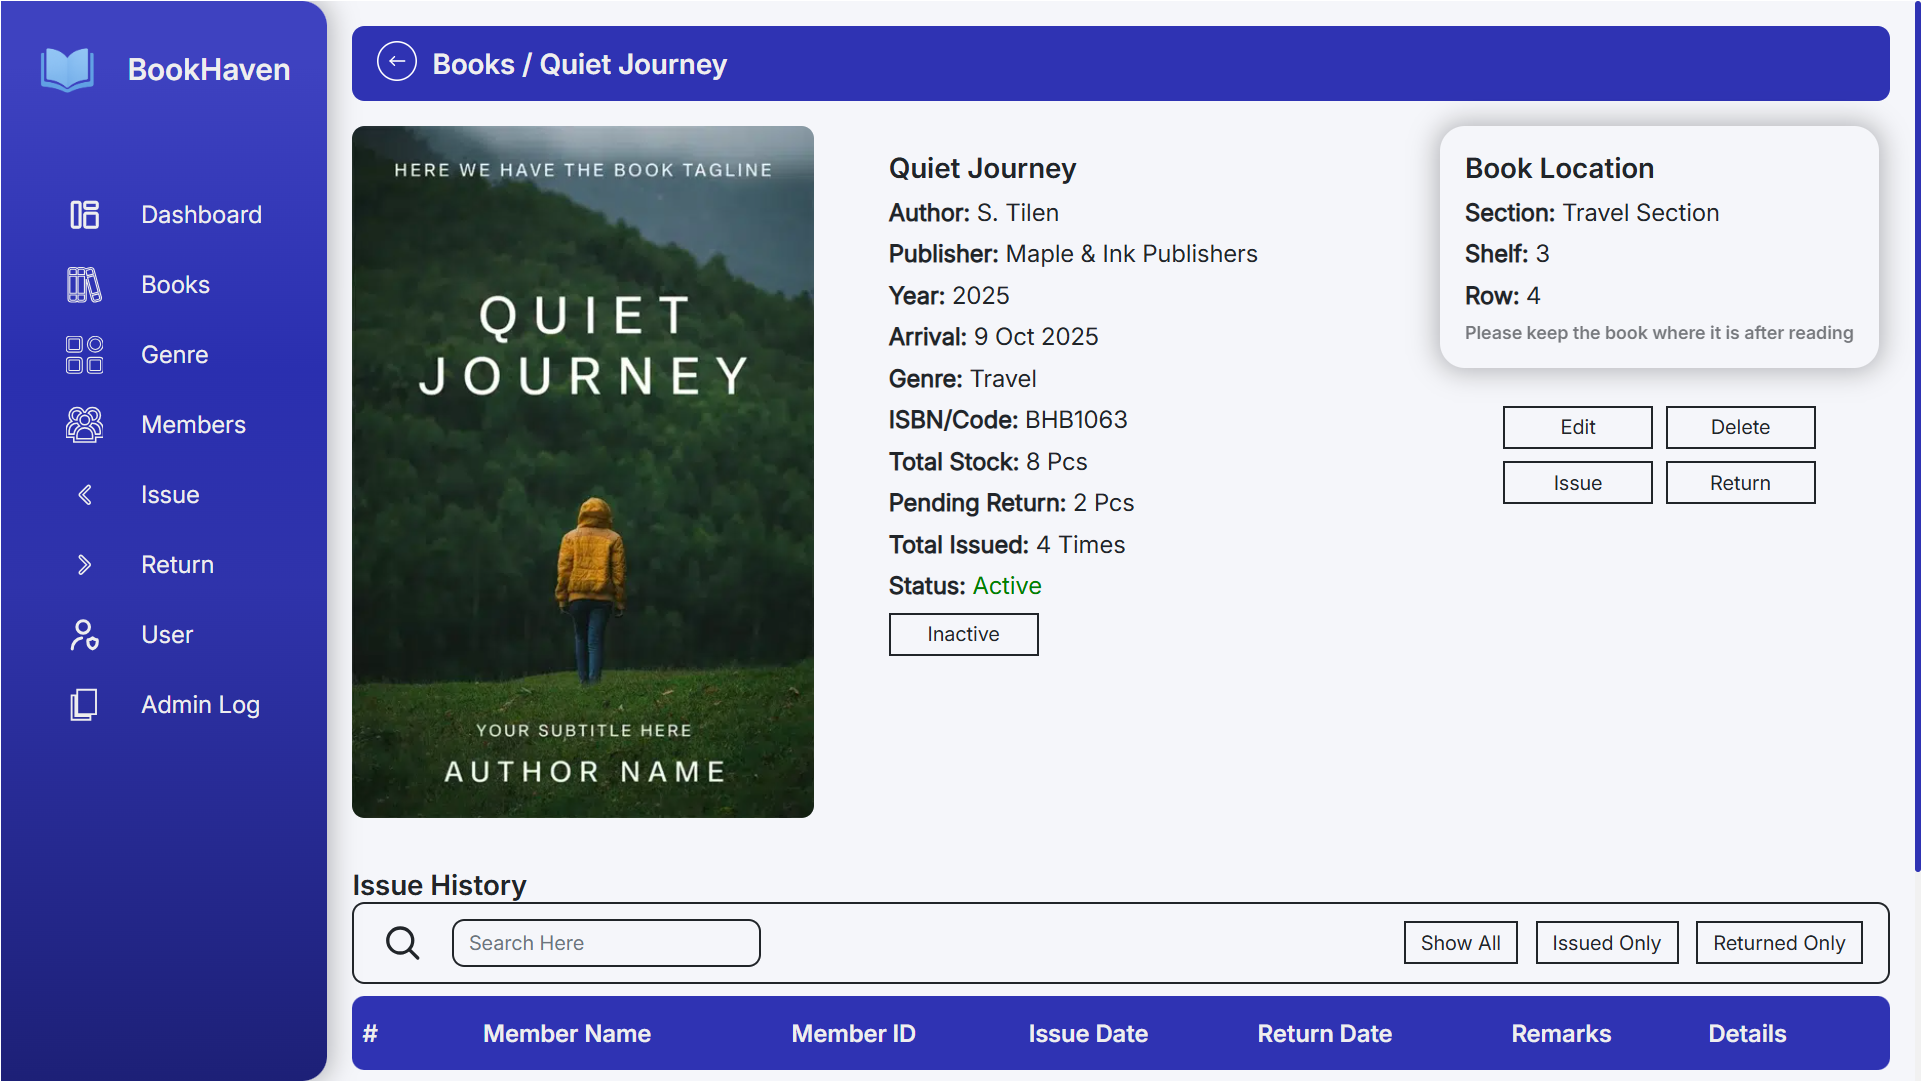 BookHaven
Dashboard
Books
Genre
Members
Issue
Return
User
Admin Log
Books / Quiet Journey
HERE WE HAVE THE BOOK TAGLINE
QUIET
JOURNEY
YOUR SUBTITLE HERE
AUTHOR NAME
Quiet Journey
Author: S. Tilen
Publisher: Maple & Ink Publishers
Year: 2025
Arrival: 9 Oct 2025
Genre: Travel
ISBN/Code: BHB1063
Total Stock: 8 Pcs
Pending Return: 2 Pcs
Total Issued: 4 Times
Status: Active
Inactive
Book Location
Section: Travel Section
Shelf: 3
Row: 4
Please keep the book where it is after reading
Edit Delete
Issue Return
Issue History
Search Here Show All Issued Only Returned Only
# Member Name Member ID Issue Date Return Date Remarks Details